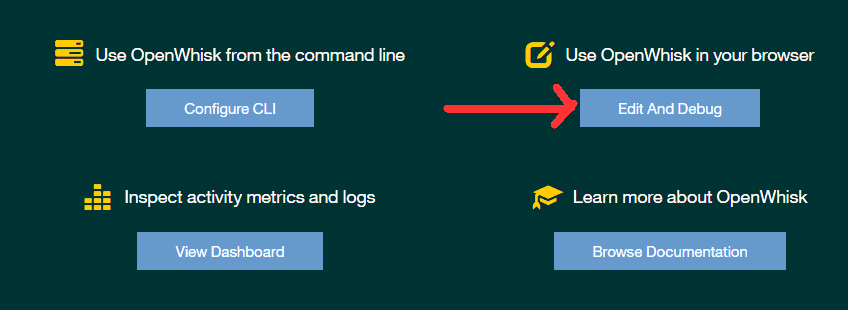 Use OpenWhisk from the command line
Configure CLI
Use OpenWhisk in your browser
Edit And Debug
Inspect activity metrics and logs
View Dashboard
Learn more about OpenWhisk
Browse Documentation